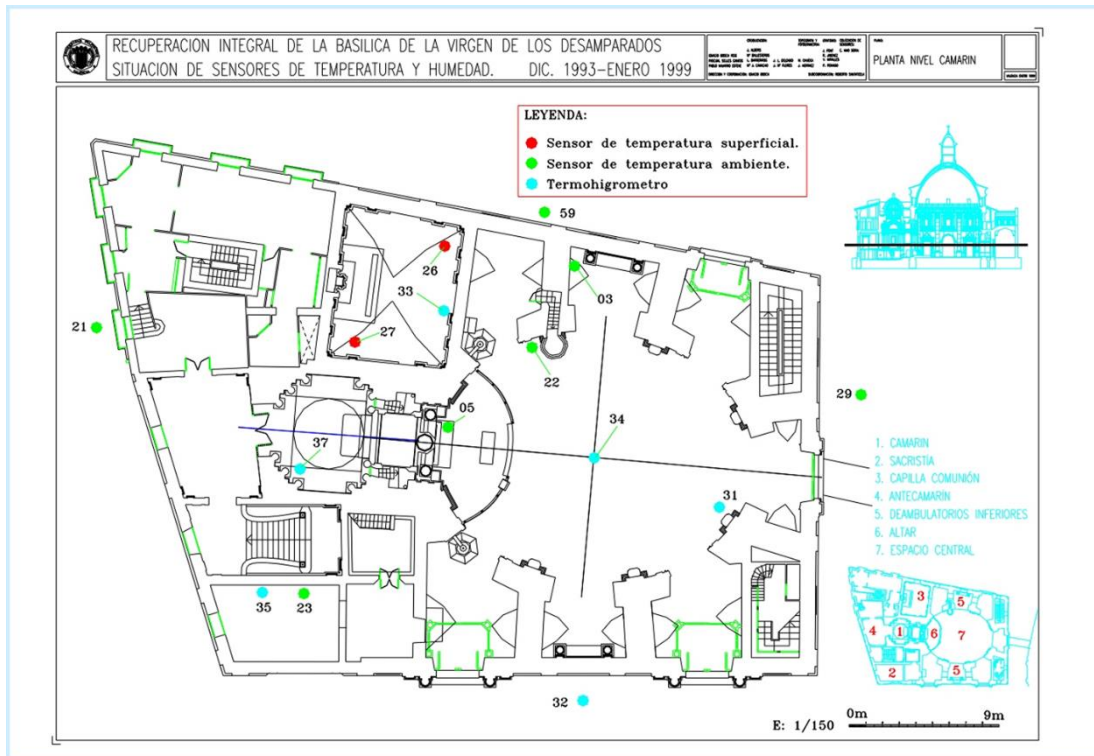 RECUPERACION INTEGRAL DE LA BASILICA DE LA VIRGEN DE LOS DESAMPARADOS
SITUACION DE SENSORES DE TEMPERATURA Y HUMEDAD. DIC. 1993-ENERO 1999
PLANTA NIVEL CAMARIN
LEYENDA:
Sensor de temperatura superficial.
Sensor de temperatura ambiente.
Termohigrometro
59
26
03
33
21
27
22
29
05
34
37
31
35
23
32
1. CAMARIN
2. SACRISTÍA
3. CAPILLA COMUNIÓN
4. ANTECAMARÍN
5. DEAMBULATORIOS INFERIORES
6. ALTAR
7. ESPACIO CENTRAL
3
5
4
1
6
7
2
5
E: 1/150
0m
9m